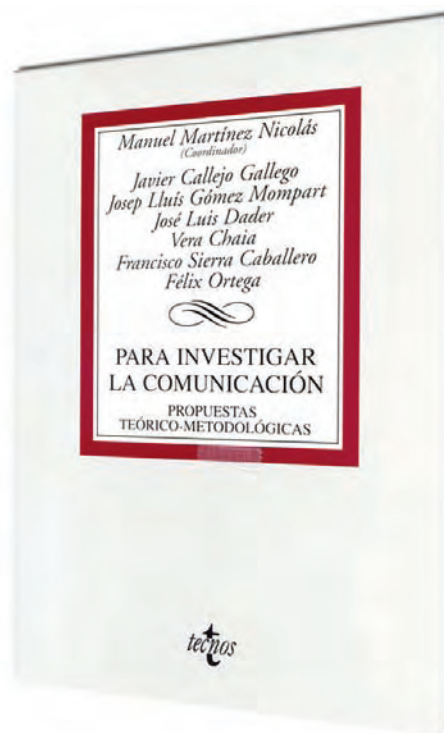 Manuel Martínez Nicolás
(Coordinador)
Javier Callejo Gallego
Josep Lluís Gómez Mompart
José Luis Dader
Vera Chaia
Francisco Sierra Caballero
Félix Ortega
PARA INVESTIGAR
LA COMUNICACIÓN
PROPUESTAS
TEÓRICO-METODOLÓGICAS
tecnos